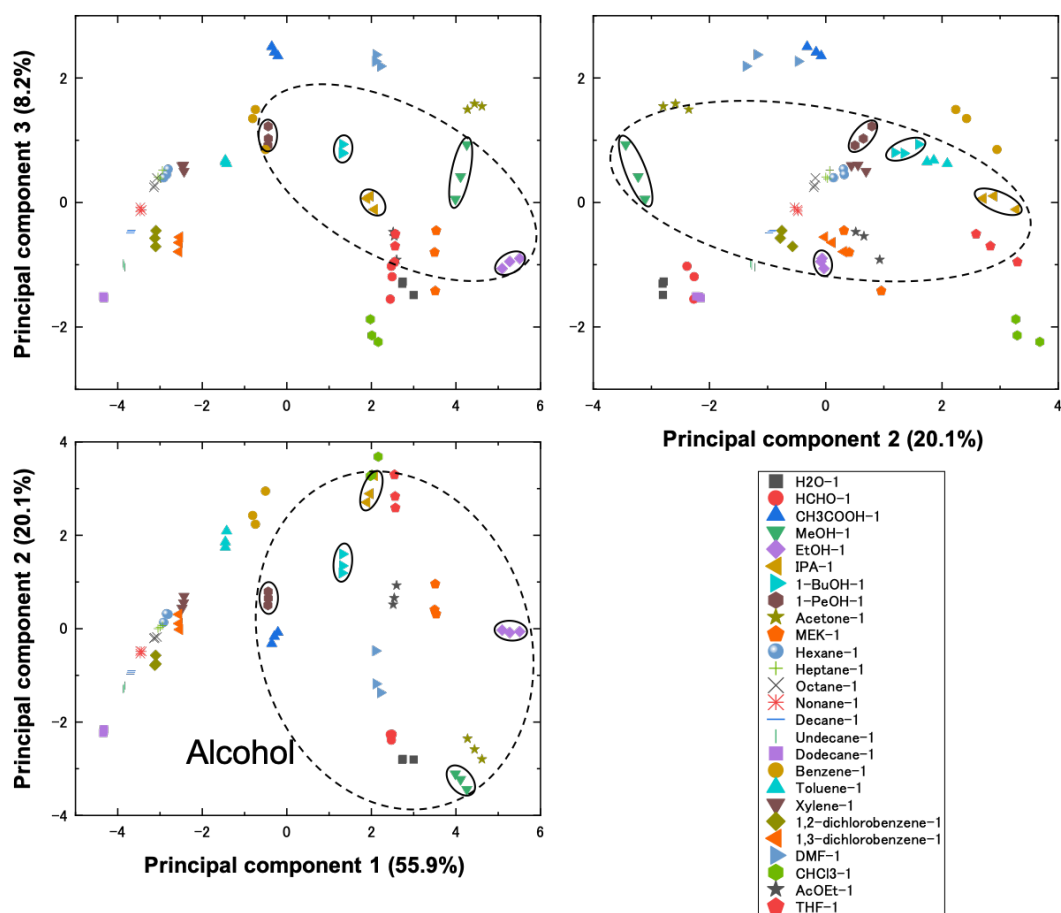 Principal component 3 (8.2%)
2
0
-2
-4
-2
0
2
4
6
2
0
-2
-4
-2
0
2
4
Principal component 2 (20.1%)
Principal component 2 (20.1%)
4
2
0
-2
-4
Alcohol
-4
-2
0
2
4
6
Principal component 1 (55.9%)
H2O-1
HCHO-1
CH3COOH-1
MeOH-1
EtOH-1
IPA-1
1-BuOH-1
1-PeOH-1
Acetone-1
MEK-1
Hexane-1
Heptane-1
Octane-1
Nonane-1
Decane-1
Undecane-1
Dodecane-1
Benzene-1
Toluene-1
Xylene-1
1,2-dichlorobenzene-1
1,3-dichlorobenzene-1
DMF-1
CHCl3-1
AcOEt-1
THF-1